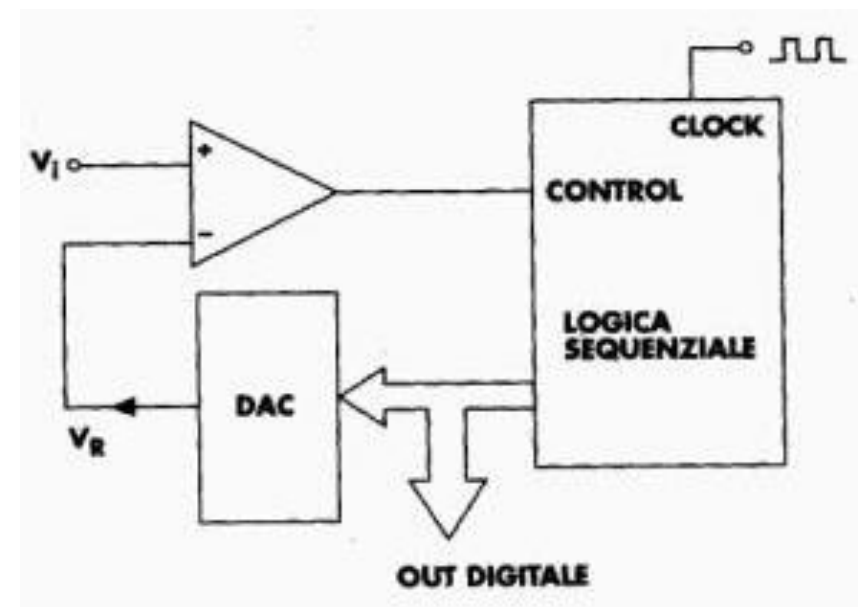 CLOCK
Vi
+
CONTROL
-
LOGICA
SEQUENZIALE
DAC
VR
OUT DIGITALE